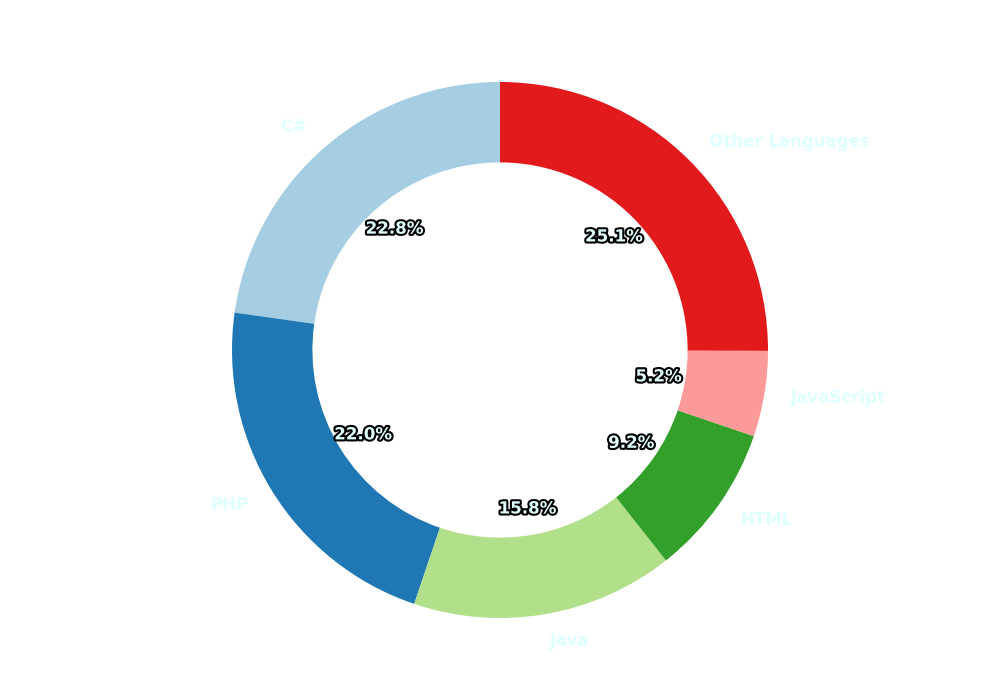 C#
Other Languages
22.8%
25.1%
5.2%
JavaScript
22.0%
9.2%
PHP
15.8%
HTML
Java